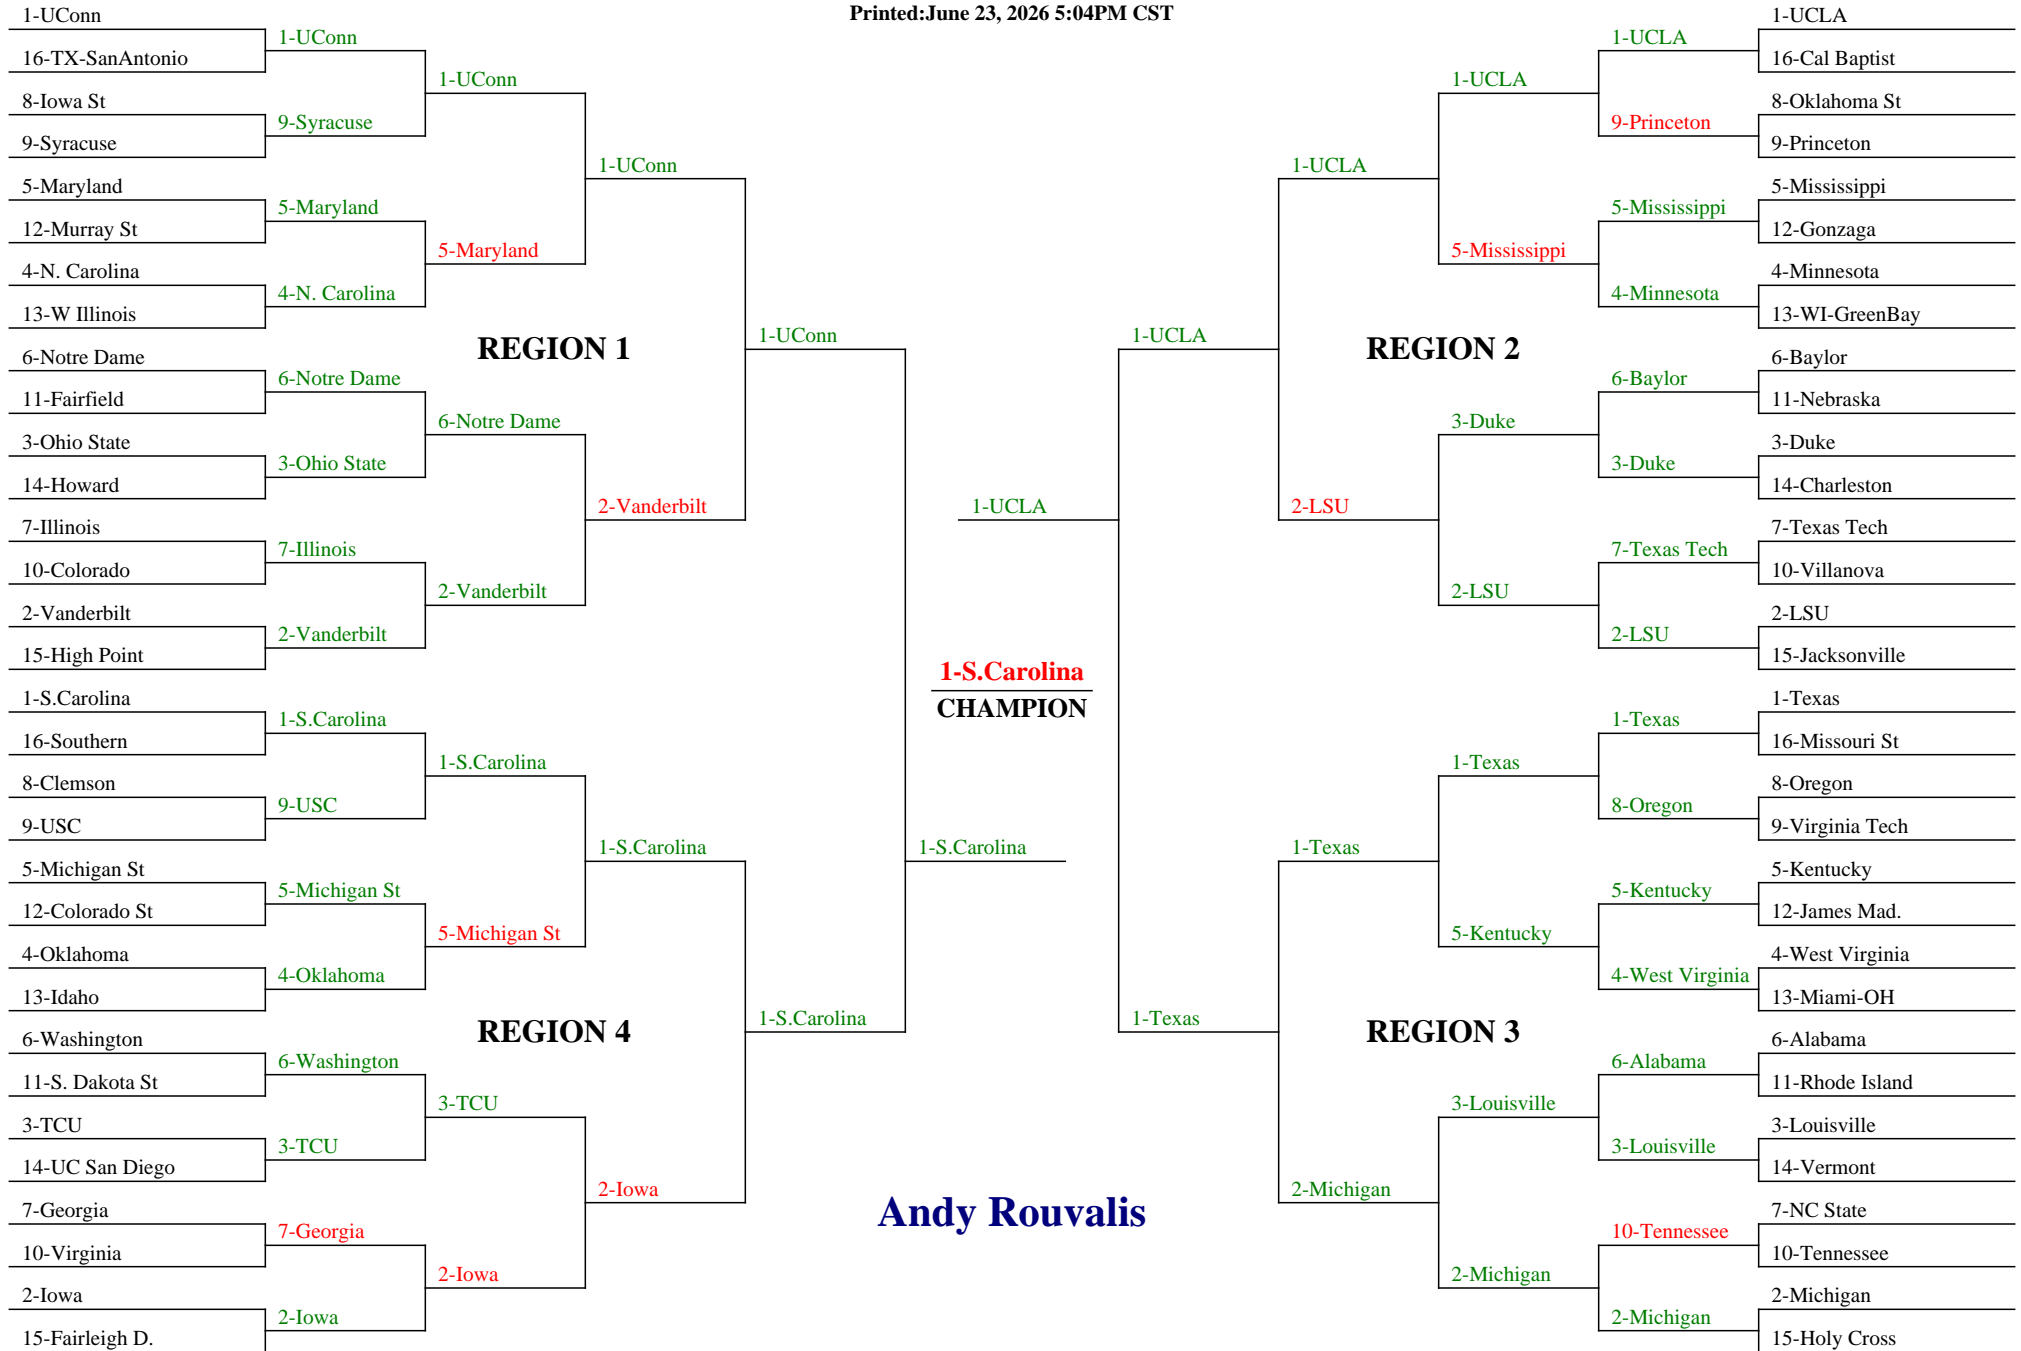 Printed:June 23, 2026 5:04PM CST
1-UConn
16-TX-SanAntonio
8-Iowa St
9-Syracuse
5-Maryland
12-Murray St
4-N. Carolina
13-W Illinois
6-Notre Dame
11-Fairfield
3-Ohio State
14-Howard
7-Illinois
10-Colorado
2-Vanderbilt
15-High Point
1-S.Carolina
16-Southern
8-Clemson
9-USC
5-Michigan St
12-Colorado St
4-Oklahoma
13-Idaho
6-Washington
11-S. Dakota St
3-TCU
14-UC San Diego
7-Georgia
10-Virginia
2-Iowa
15-Fairleigh D.
1-UConn
9-Syracuse
5-Maryland
4-N. Carolina
6-Notre Dame
3-Ohio State
7-Illinois
2-Vanderbilt
1-S.Carolina
9-USC
5-Michigan St
4-Oklahoma
6-Washington
3-TCU
7-Georgia
2-Iowa
1-UConn
5-Maryland
6-Notre Dame
2-Vanderbilt
1-S.Carolina
5-Michigan St
3-TCU
2-Iowa
REGION 1
REGION 4
1-UConn
2-Vanderbilt
1-S.Carolina
2-Iowa
1-UConn
1-S.Carolina
1-S.Carolina
1-UCLA
1-S.Carolina
CHAMPION
Andy Rouvalis
1-UCLA
1-Texas
1-UCLA
2-LSU
1-Texas
2-Michigan
REGION 2
REGION 3
1-UCLA
5-Mississippi
3-Duke
2-LSU
1-Texas
5-Kentucky
3-Louisville
2-Michigan
1-UCLA
9-Princeton
5-Mississippi
4-Minnesota
6-Baylor
3-Duke
7-Texas Tech
2-LSU
1-Texas
8-Oregon
5-Kentucky
4-West Virginia
6-Alabama
3-Louisville
10-Tennessee
2-Michigan
1-UCLA
16-Cal Baptist
8-Oklahoma St
9-Princeton
5-Mississippi
12-Gonzaga
4-Minnesota
13-WI-GreenBay
6-Baylor
11-Nebraska
3-Duke
14-Charleston
7-Texas Tech
10-Villanova
2-LSU
15-Jacksonville
1-Texas
16-Missouri St
8-Oregon
9-Virginia Tech
5-Kentucky
12-James Mad.
4-West Virginia
13-Miami-OH
6-Alabama
11-Rhode Island
3-Louisville
14-Vermont
7-NC State
10-Tennessee
2-Michigan
15-Holy Cross